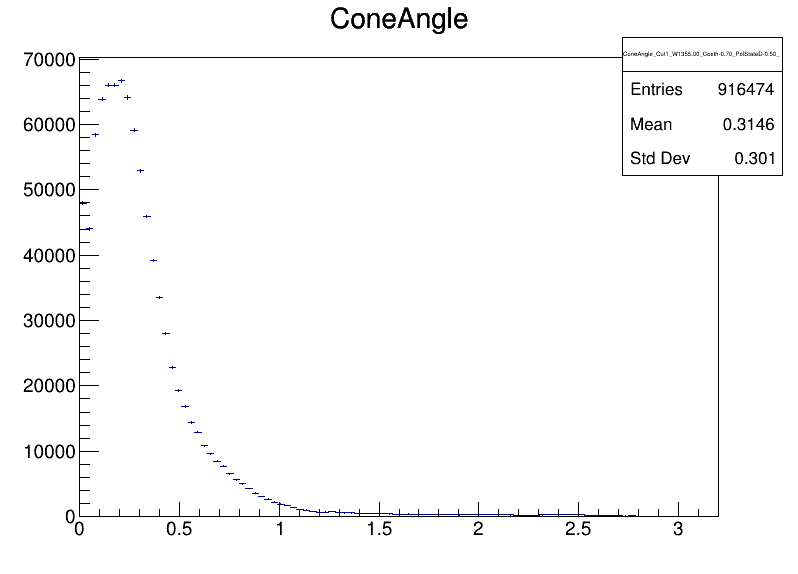 ConeAngle
ConeAngle_Cut1_W1355.00_Costh-0.70_PolStateD-0.50_
Entries 916474
Mean 0.3146
Std Dev 0.301
70000
60000
50000
40000
30000
20000
10000
0
0 0.5 1 1.5 2 2.5 3